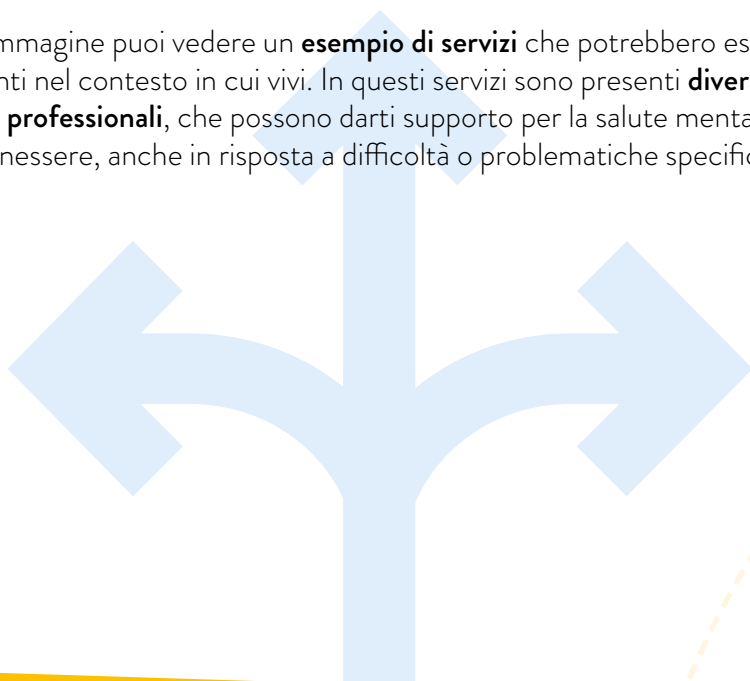 mmagine puoi vedere un esempio di servizi che potrebbero es
nti nel contesto in cui vivi. In questi servizi sono presenti diver
professionali, che possono darti supporto per la salute menta
nessere, anche in risposta a difficoltà o problematiche specific